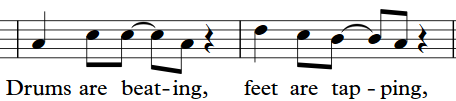 Drums are beat-ing, feet are tap - ping,